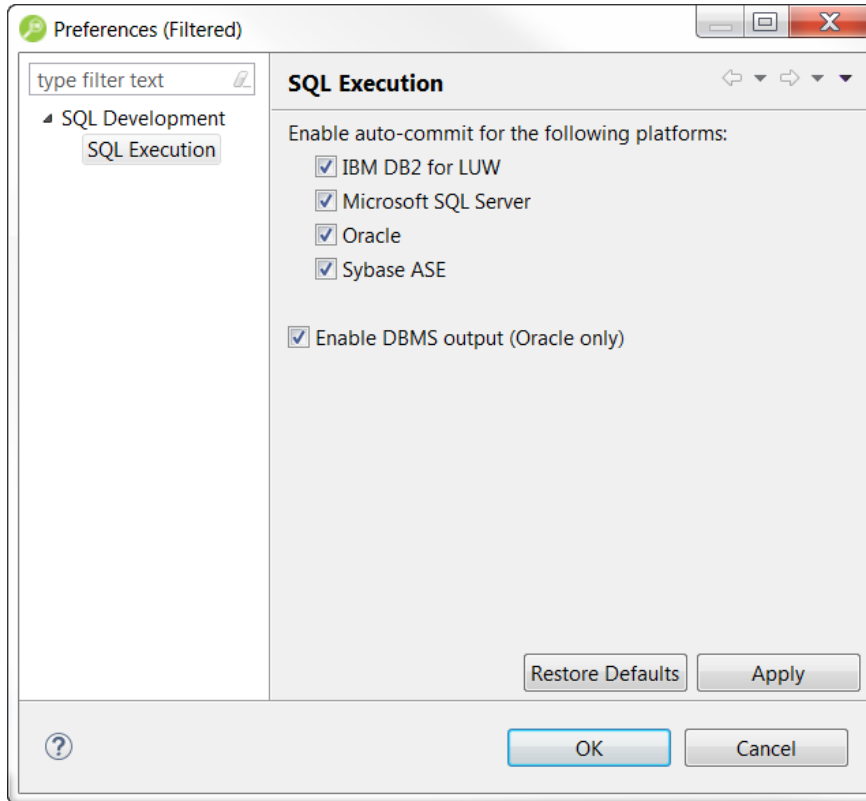 Preferences (Filtered)
type filter text
SQL Development
SQL Execution
SQL Execution
Enable auto-commit for the following platforms:
IBM DB2 for LUW
Microsoft SQL Server
Oracle
Sybase ASE
Enable DBMS output (Oracle only)
Restore Defaults
Apply
?
OK
Cancel